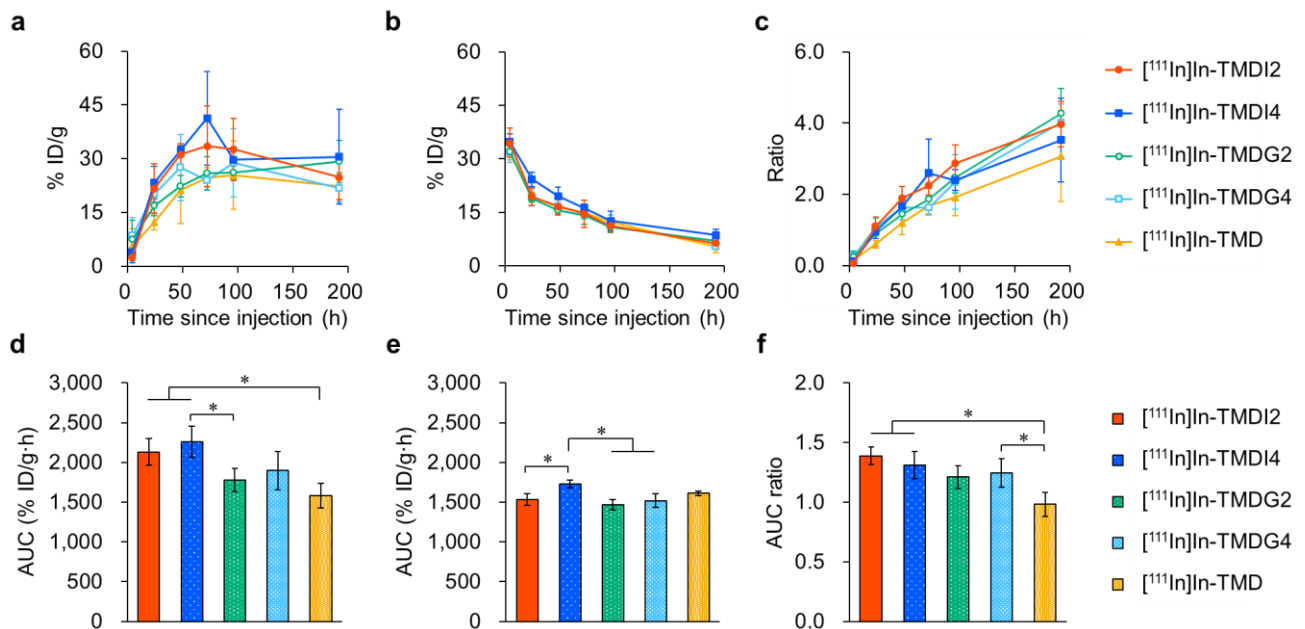 a
60
45
30
15
0
% ID/g
0 50 100 150 200
Time since injection (h)
b
60
45
30
15
0
% ID/g
0 50 100 150 200
Time since injection (h)
c
6.0
4.0
2.0
0.0
Ratio
0 50 100 150 200
Time since injection (h)
[¹¹¹In]In-TMDI2
[¹¹¹In]In-TMDI4
[¹¹¹In]In-TMDG2
[¹¹¹In]In-TMDG4
[¹¹¹In]In-TMD
d
3,000
2,500
2,000
1,500
1,000
500
0
AUC (% ID/g·h)
*
*
e
3,000
2,500
2,000
1,500
1,000
500
0
AUC (% ID/g·h)
*
*
f
2.0
1.5
1.0
0.5
0.0
AUC ratio
*
*
[¹¹¹In]In-TMDI2
[¹¹¹In]In-TMDI4
[¹¹¹In]In-TMDG2
[¹¹¹In]In-TMDG4
[¹¹¹In]In-TMD